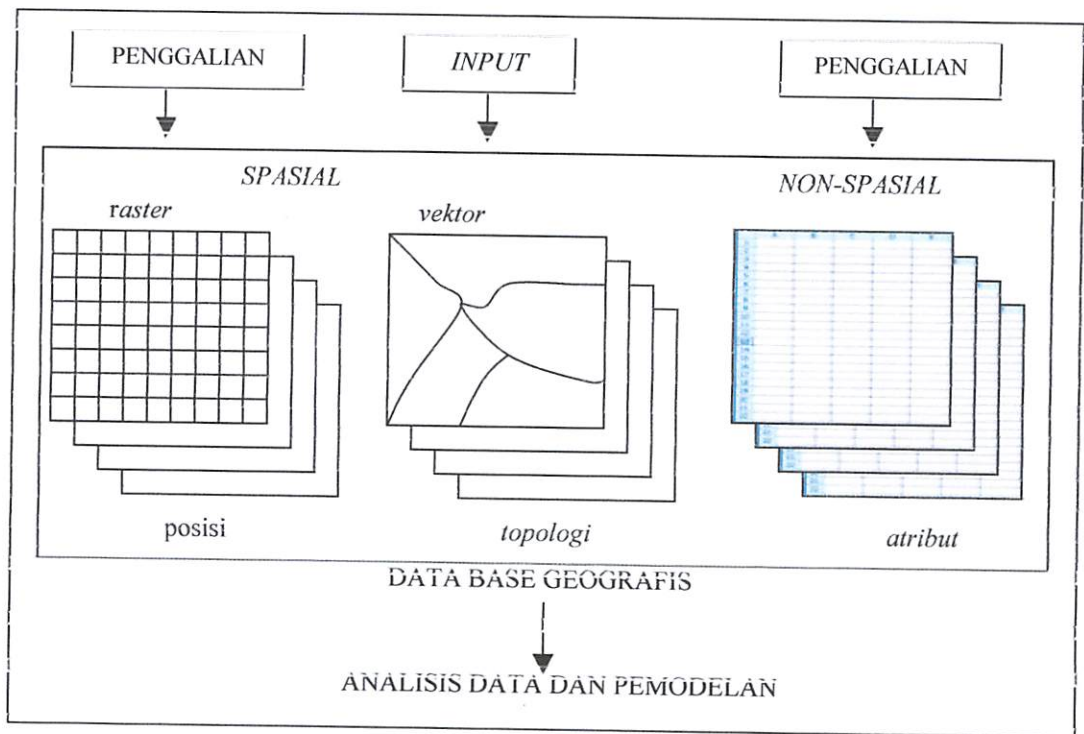 PENGGALIAN
INPUT
PENGGALIAN
SPASIAL
NON-SPASIAL
raster
vektor
posisi
topologi
atribut
DATA BASE GEOGRAFIS
ANALISIS DATA DAN PEMODELAN